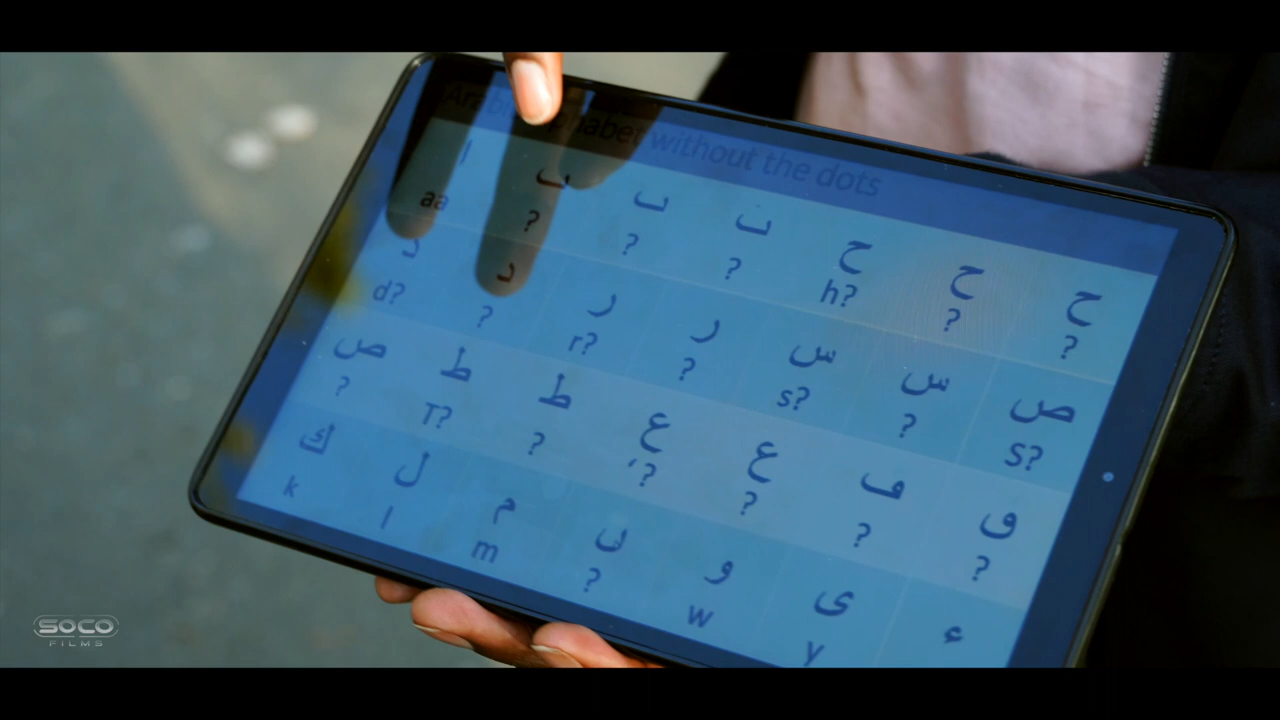 Arabic alphabet without the dots
ا ٮ ٮ ٮ ح ح ح
aa ? ? ? h? ? ?
د د ر ر س س ص
d? ? r? ? s? ? S?
ص ط ط ع ع ڡ ٯ
? T? ? ‘? ? ? ?
ك ل م ں و ى ء
k l m ? w y
SOCO
FILMS